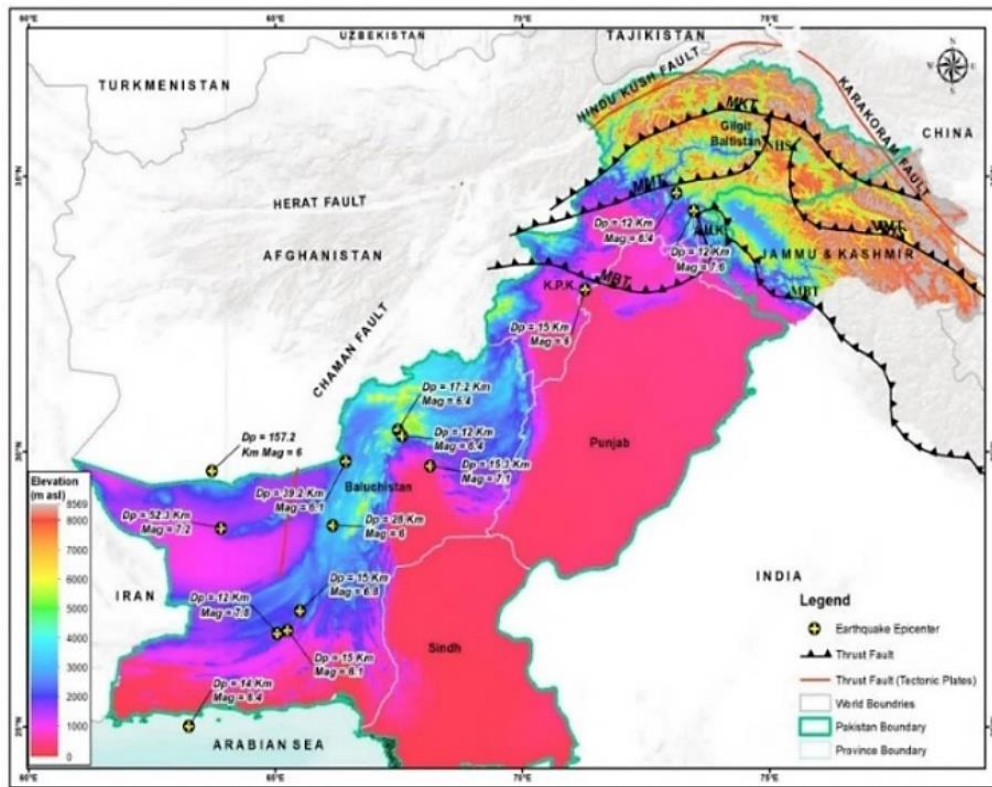 60°E
65°E
70°E
75°E
UZBEKISTAN
TAJIKISTAN
TURKMENISTAN
HINDU KUSH FAULT
KARAKORAM FAULT
CHINA
MKT
Gilgit
Baltistan
NHS
35°N
HERAT FAULT
MMT
Dp = 12 Km
Mag = 6.4
AFGHANISTAN
Dp = 12 Km
Mag = 7.6
JAMMU & KASHMIR
MBT
K.P.K
MBT
Dp = 15 Km
Mag = 6
CHAMAN FAULT
Dp = 17.2 Km
Mag = 6.4
Dp = 12 Km
Mag = 6.4
Punjab
30°N
Dp = 157.2
Km Mag = 6
Dp = 15.3 Km
Mag = 7.1
Baluchistan
Dp = 39.2 Km
Mag = 6.1
Dp = 52.3 Km
Mag = 7.2
Dp = 28 Km
Mag = 6
Elevation
(m asl)
8569
8000
7000
6000
5000
4000
3000
2000
1000
0
IRAN
Dp = 15 Km
Dp = 12 Km
INDIA
Sindh
Dp = 15 Km
Mag = 6.1
Dp = 14 Km
Mag = 6.4
ARABIAN SEA
Legend
Earthquake Epicenter
Thrust Fault
Thrust Fault (Tectonic Plates)
World Boundries
Pakistan Boundary
Province Boundary